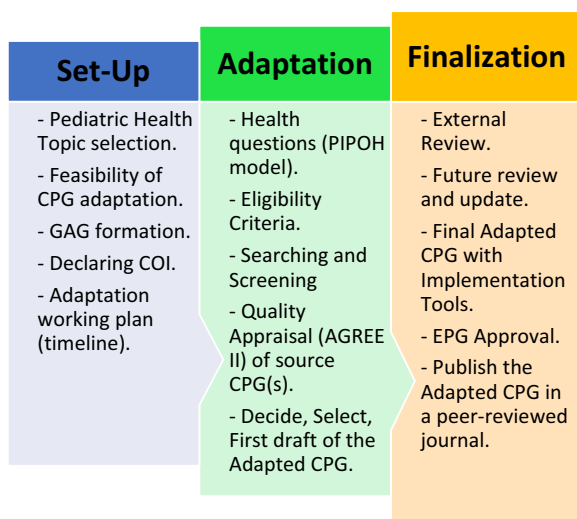 Set-Up
- Pediatric Health
Topic selection.
- Feasibility of
CPG adaptation.
- GAG formation.
- Declaring COI.
- Adaptation
working plan
(timeline).
Adaptation
- Health
questions (PIPOH
model).
- Eligibility
Criteria.
- Searching and
Screening
- Quality
Appraisal (AGREE
II) of source
CPG(s).
- Decide, Select,
First draft of the
Adapted CPG.
Finalization
- External
Review.
- Future review
and update.
- Final Adapted
CPG with
Implementation
Tools.
- EPG Approval.
- Publish the
Adapted CPG in
a peer-reviewed
journal.